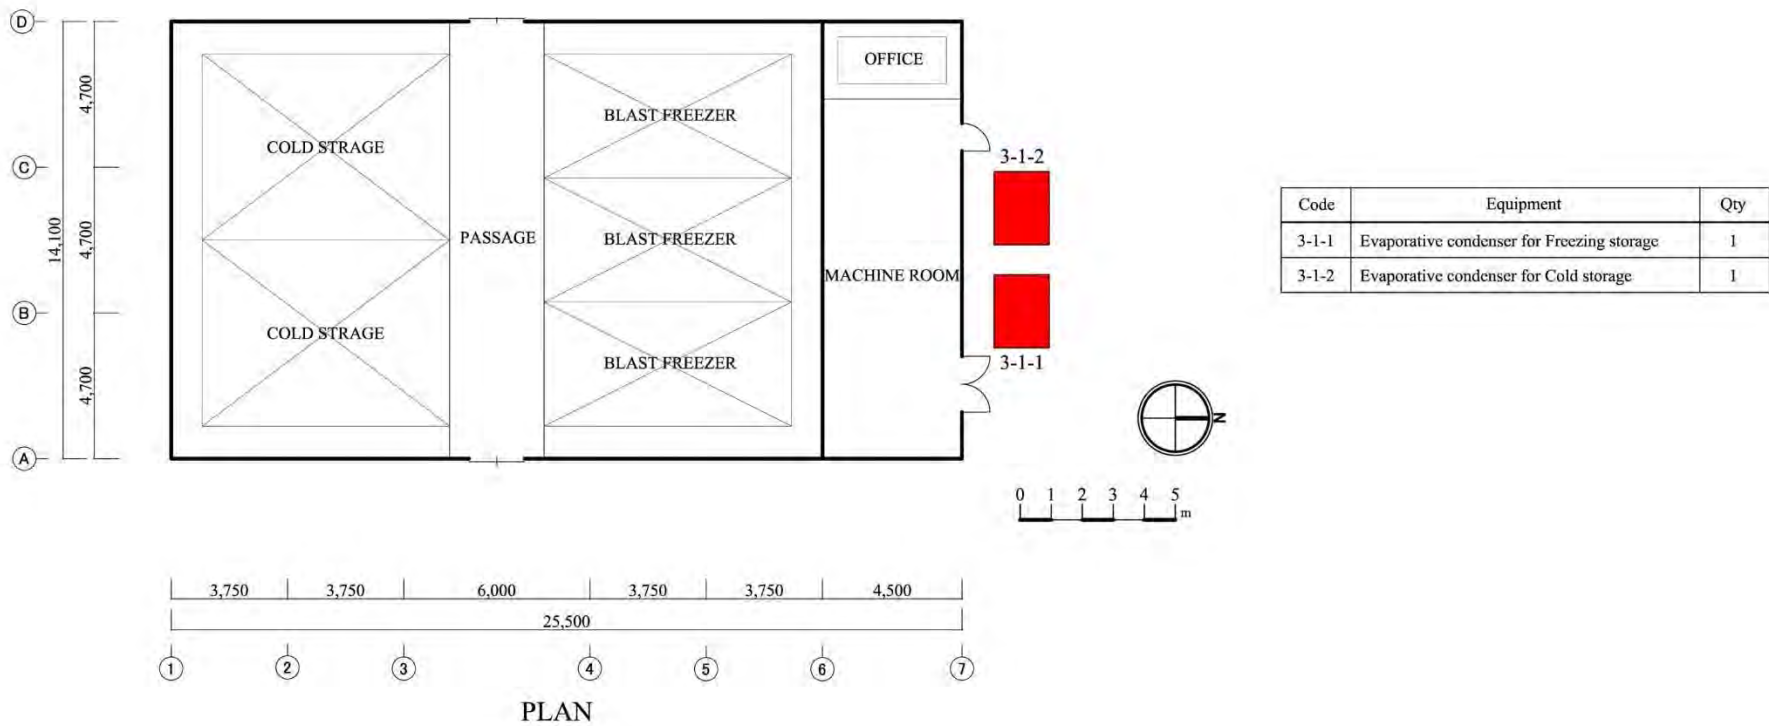 D
4,700
OFFICE
BLAST FREEZER
COLD STRAGE
3-1-2
C
Code Equipment Qty
3-1-1 Evaporative condenser for Freezing storage 1
3-1-2 Evaporative condenser for Cold storage 1
14,100
4,700
PASSAGE
BLAST FREEZER
MACHINE ROOM
B
COLD STRAGE
BLAST FREEZER
3-1-1
4,700
N
A
0 1 2 3 4 5
m
3,750 3,750 6,000 3,750 3,750 4,500
25,500
1 2 3 4 5 6 7
PLAN